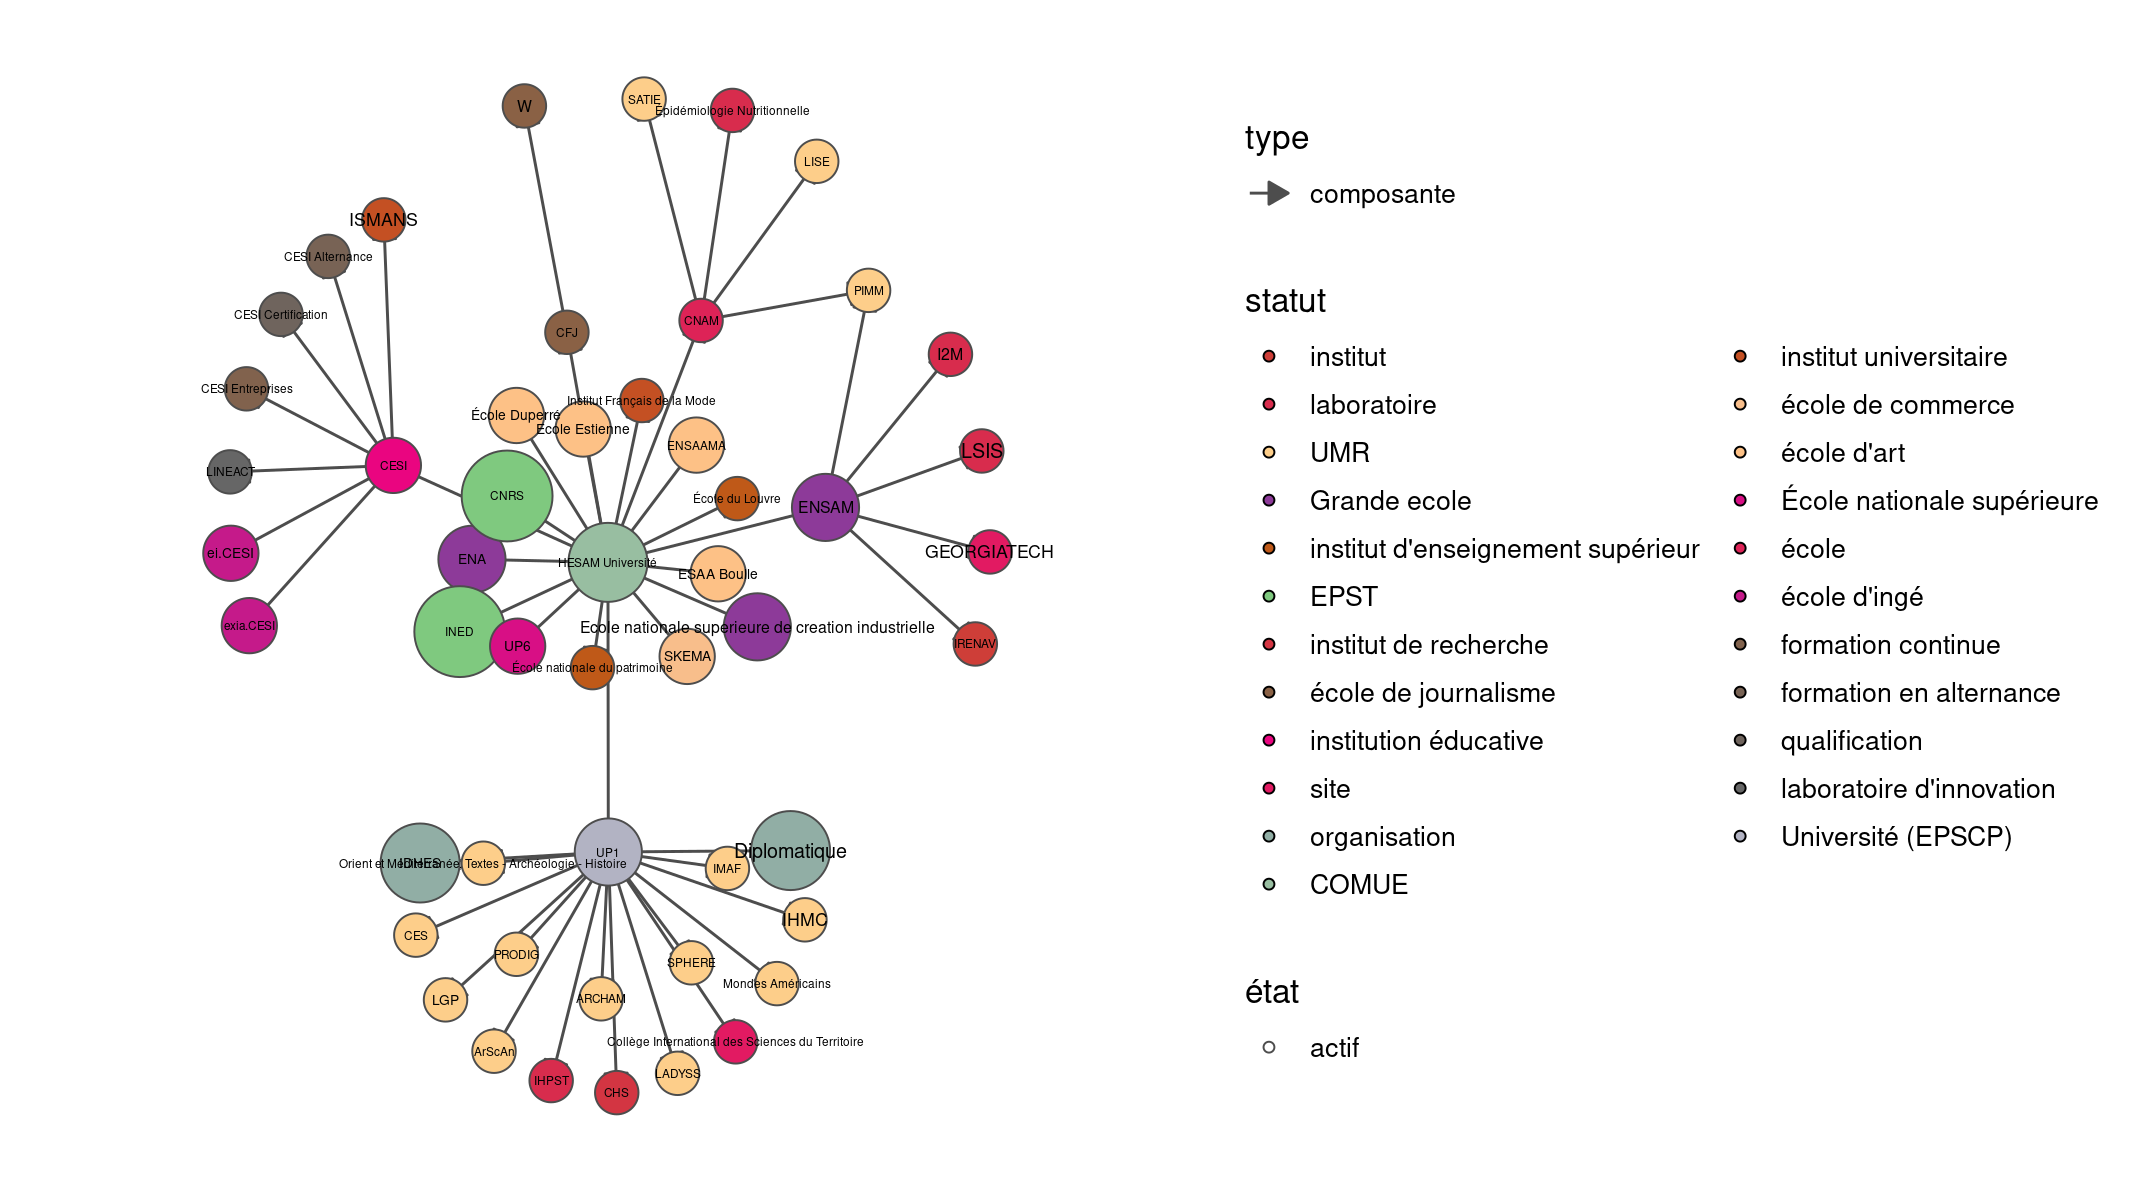 W
SATIE
Épidémiologie Nutritionnelle
LISE
ISMANS
CESI Alternance
CESI Certification
PIMM
CNAM
CFJ
I2M
CESI Entreprises
Institut Français de la Mode
École Duperré
École Estienne
ENSAAMA
LSIS
CESI
LINEACT
CNRS
École du Louvre
ENSAM
el.CESI
ENA
HESAM Université
GEORGIATECH
ESAA Boulle
exia.CESI
INED
Ecole nationale superieure de creation industrielle
UP6
IRENAV
SKEMA
École nationale du patrimoine
UP1
Diplomatique
IDHES
Orient et Méditerranée, Textes - Archéologie - Histoire
IMAF
IHMC
CES
PRODIG
SPHERE
Mondes Américains
LGP
ARCHAM
ArScAn
Collège International des Sciences du Territoire
LADYSS
IHPST
CHS
type
composante
statut
institut
laboratoire
UMR
Grande ecole
institut d'enseignement supérieur
EPST
institut de recherche
école de journalisme
institution éducative
site
organisation
COMUE
institut universitaire
école de commerce
école d'art
École nationale supérieure
école
école d'ingé
formation continue
formation en alternance
qualification
laboratoire d'innovation
Université (EPSCP)
état
actif